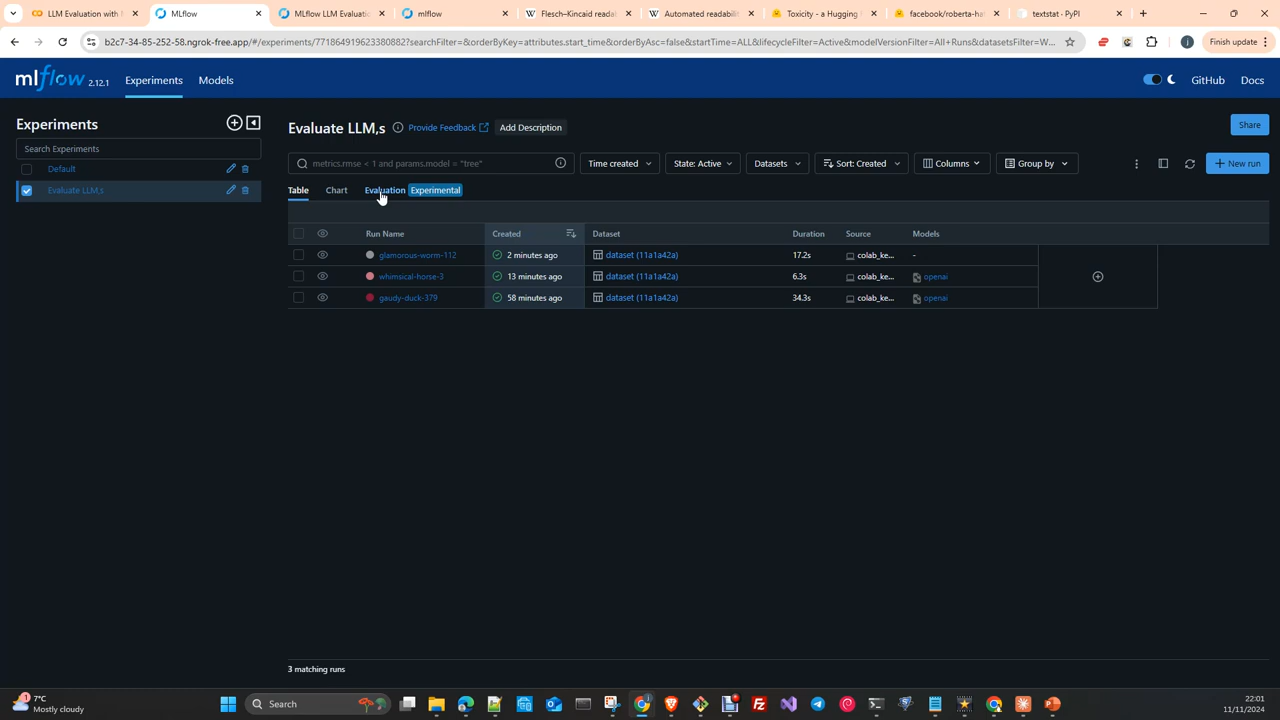 LLM Evaluation with M
MLflow
MLflow LLM Evaluatio
mlflow
Flesch–Kincaid readab
Automated readability
Toxicity - a Hugging
facebook/roberta-hat
textstat · PyPI
b2c7-34-85-252-58.ngrok-free.app/#/experiments/771864919623380882?searchFilter=&orderByKey=attributes.start_time&orderByAsc=false&startTime=ALL&lifecycleFilter=Active&modelVersionFilter=All+Runs&datasetsFilter=W...
Finish update
mlflow 2.12.1
Experiments
Models
GitHub
Docs
Experiments
Search Experiments
Default
Evaluate LLM,s
Evaluate LLM,s
Provide Feedback
Add Description
Share
metrics.rmse < 1 and params.model = "tree"
Time created
State: Active
Datasets
Sort: Created
Columns
Group by
New run
Table
Chart
Evaluation
Experimental
Run Name
Created
Dataset
Duration
Source
Models
glamorous-worm-112
2 minutes ago
dataset (11a1a42a)
17.2s
colab_ke...
-
whimsical-horse-3
13 minutes ago
dataset (11a1a42a)
6.3s
colab_ke...
openai
gaudy-duck-379
58 minutes ago
dataset (11a1a42a)
34.3s
colab_ke...
openai
3 matching runs
1
7°C
Mostly cloudy
Search
22:01
11/11/2024